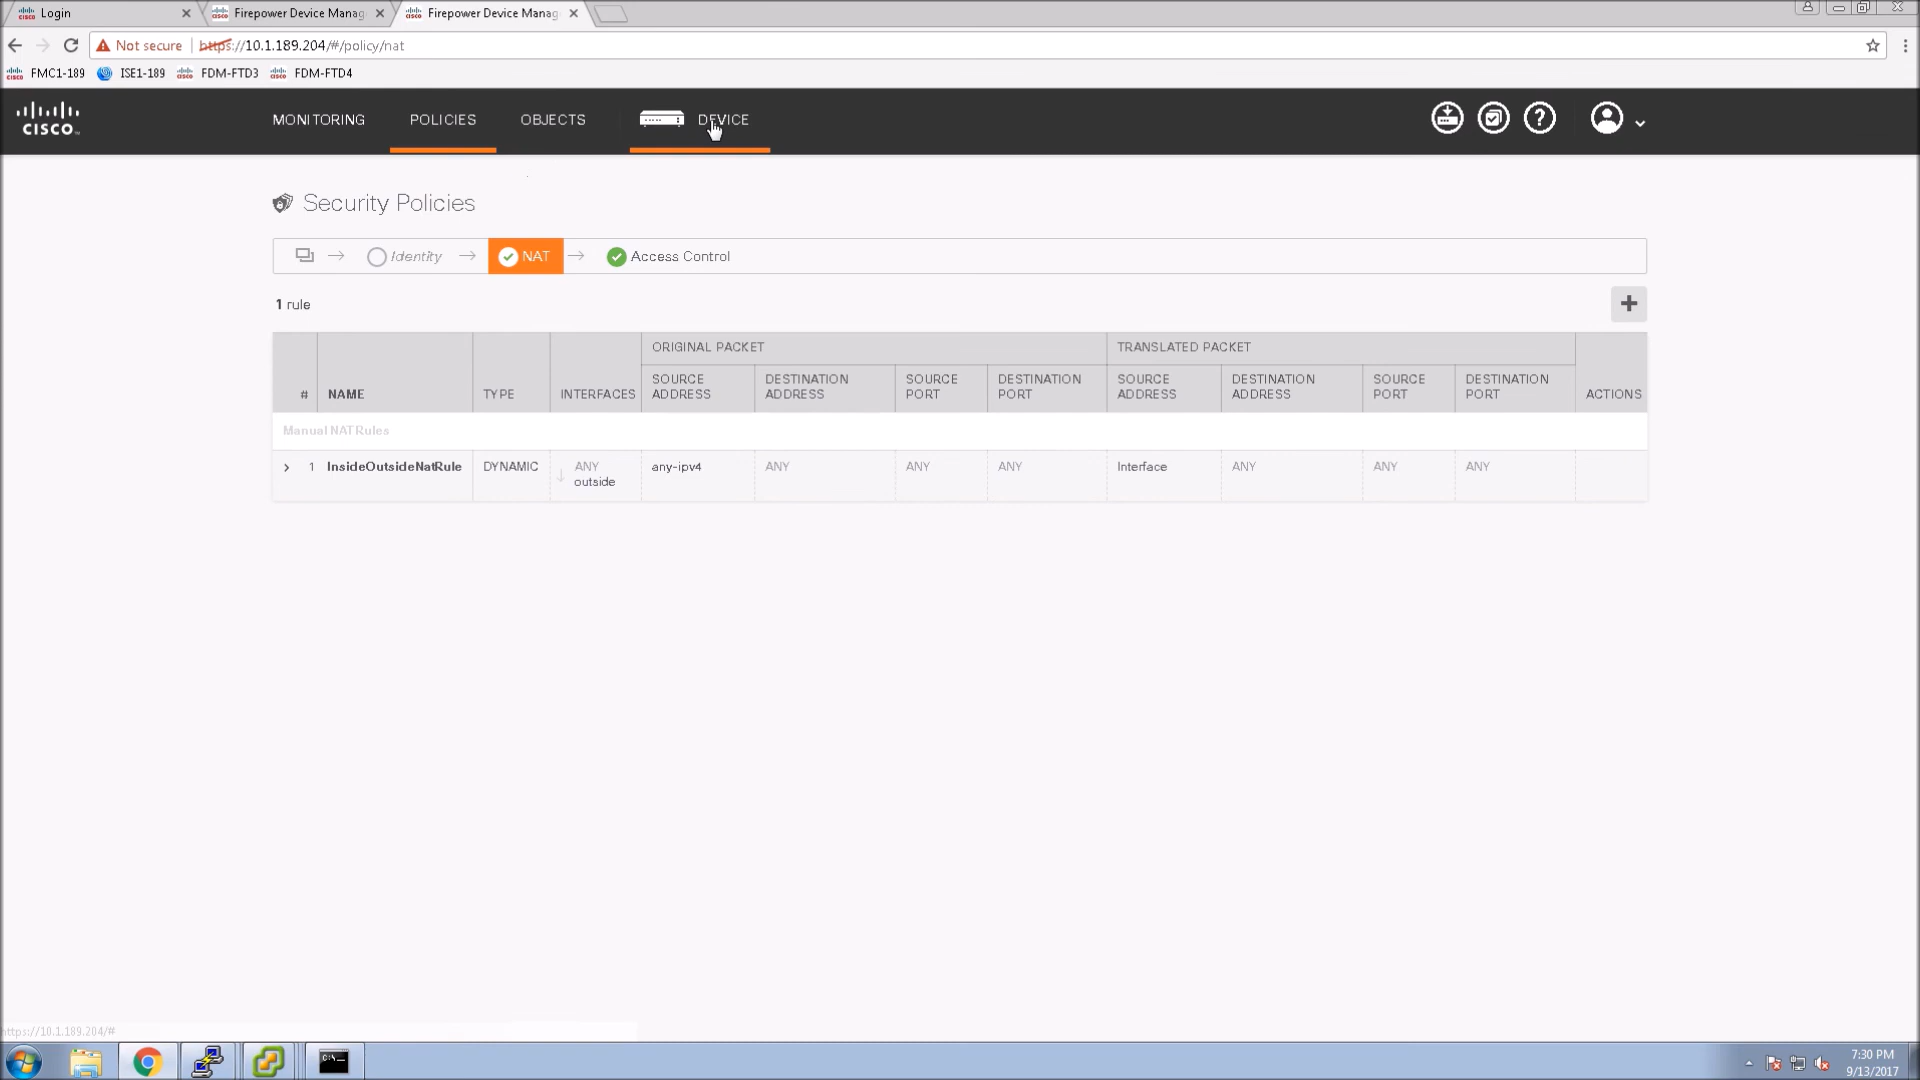 Login
Firepower Device Manag
Firepower Device Manag
Not secure https://10.1.189.204/#/policy/nat
cisco FMC1-189 ISE1-189 cisco FDM-FTD3 cisco FDM-FTD4
CISCO MONITORING POLICIES OBJECTS DEVICE ?
Security Policies
Identity NAT Access Control
1 rule +
ORIGINAL PACKET TRANSLATED PACKET
# NAME TYPE INTERFACES SOURCE ADDRESS DESTINATION ADDRESS SOURCE PORT DESTINATION PORT SOURCE ADDRESS DESTINATION ADDRESS SOURCE PORT DESTINATION PORT ACTIONS
Manual NAT Rules
1 InsideOutsideNatRule DYNAMIC ANY any-ipv4 ANY ANY ANY Interface ANY ANY ANY
outside
https://10.1.189.204/#
C:\_
7:30 PM
9/13/2017